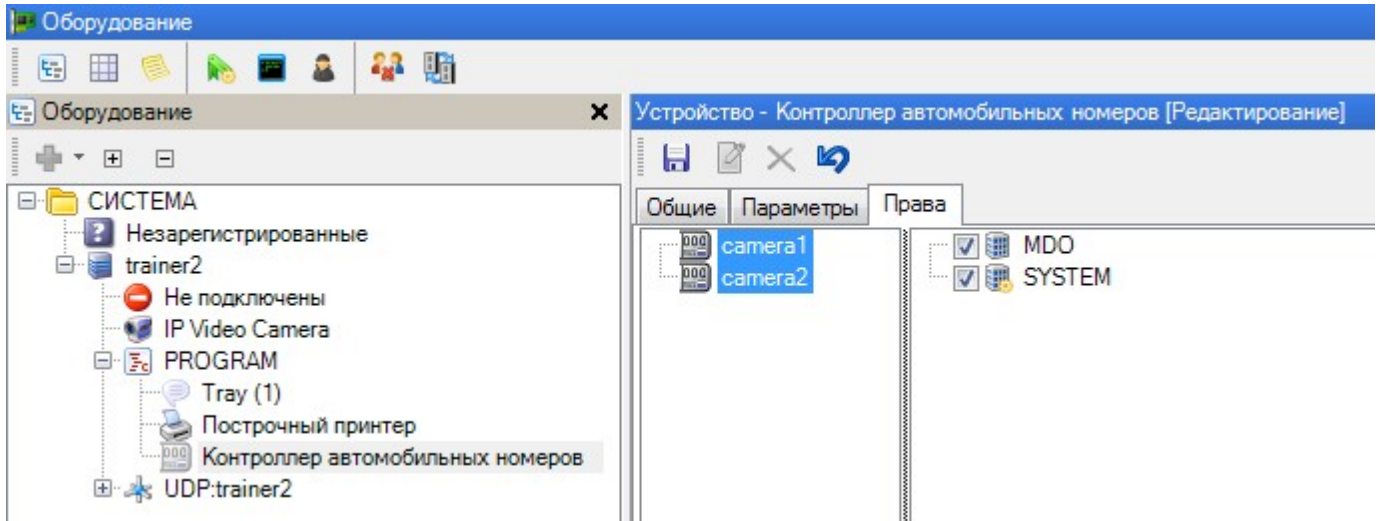 Оборудование
Оборудование
Устройство - Контроллер автомобильных номеров [Редактирование]
СИСТЕМА
Незарегистрированные
trainer2
Не подключены
IP Video Camera
PROGRAM
Tray (1)
Построчный принтер
Контроллер автомобильных номеров
UDP:trainer2
Общие
Параметры
Права
camera1
camera2
MDO
SYSTEM